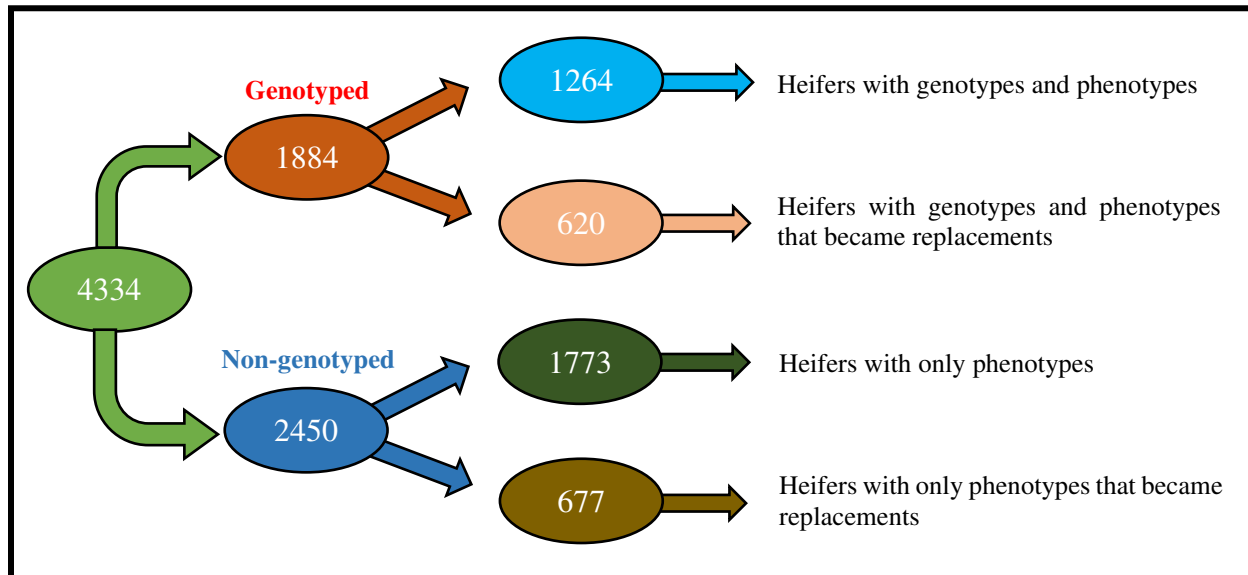 1264
Heifers with genotypes and phenotypes
Genotyped
1884
620
Heifers with genotypes and phenotypes
that became replacements
4334
Non-genotyped
1773
Heifers with only phenotypes
2450
677
Heifers with only phenotypes that became
replacements